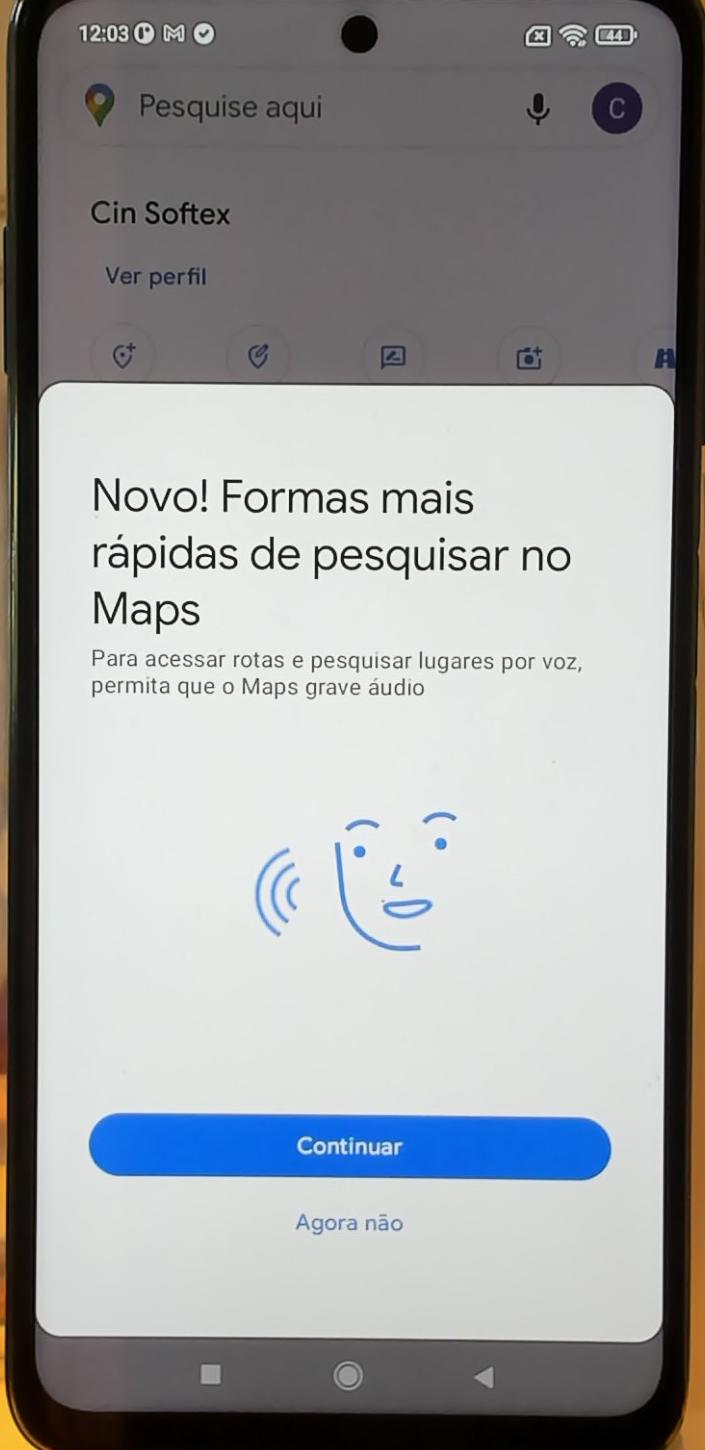 12:03
44
Pesquise aqui
C
Cin Softex
Ver perfil
Novo! Formas mais
rápidas de pesquisar no
Maps
Para acessar rotas e pesquisar lugares por voz,
permita que o Maps grave áudio
Continuar
Agora não